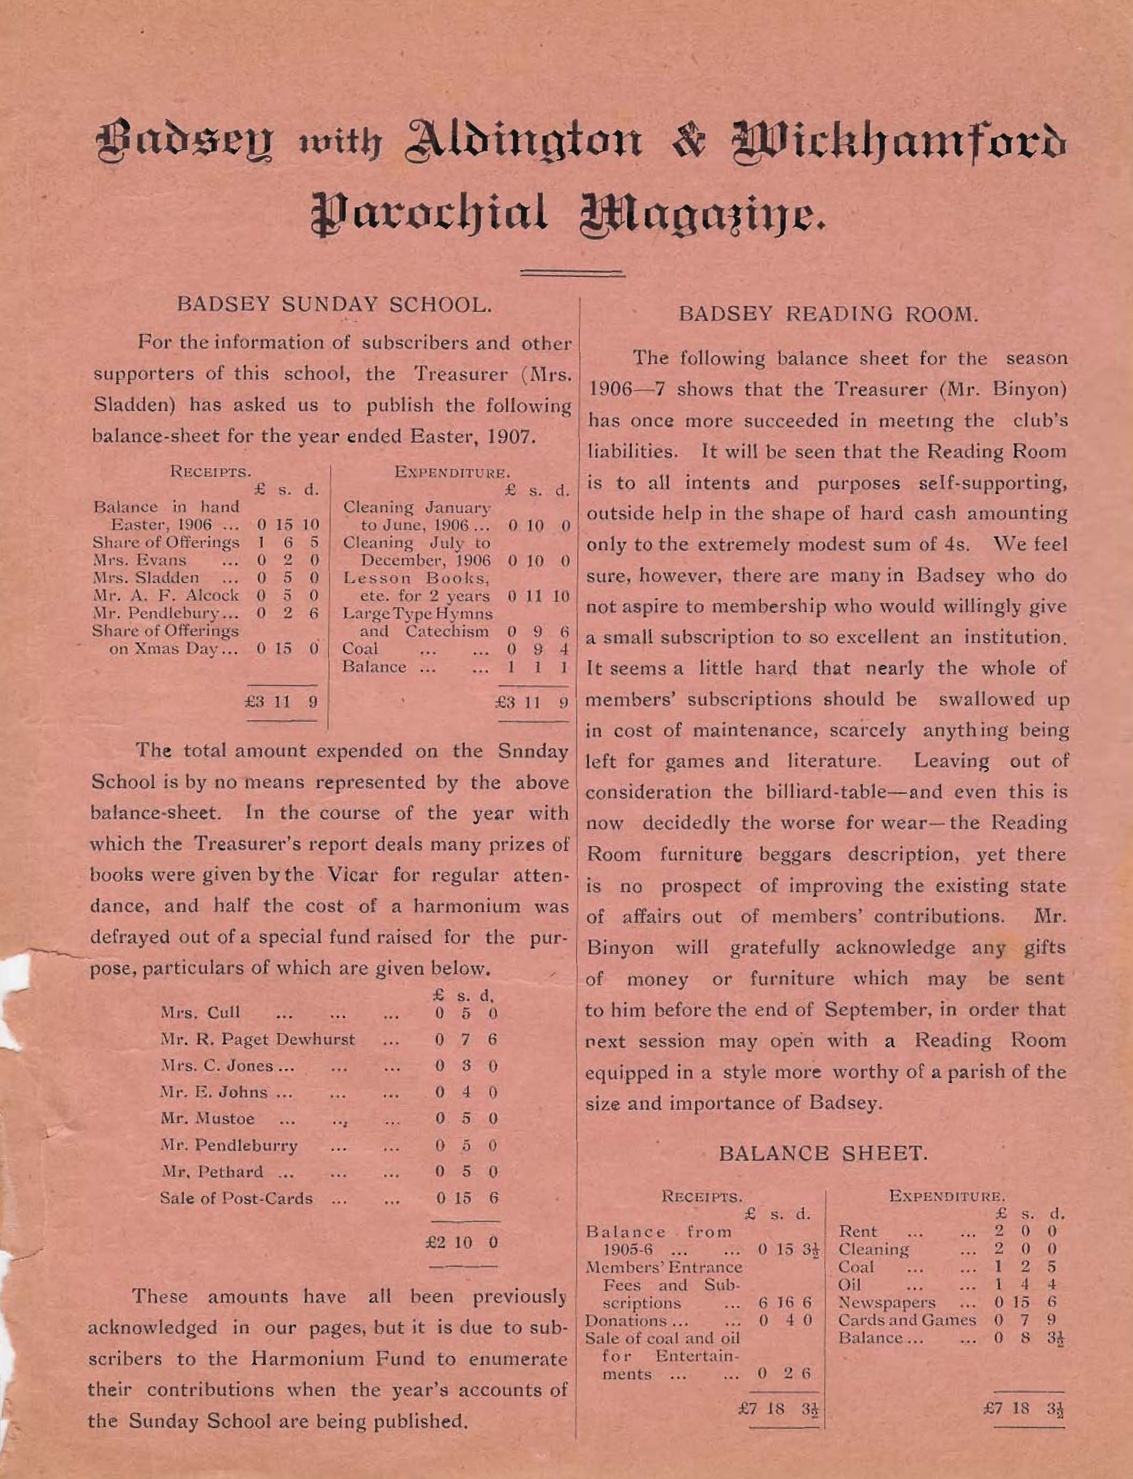 Badsey with Aldington & Wickhamford
Parochial Magazine.
BADSEY SUNDAY SCHOOL.
For the information of subscribers and other
supporters of this school, the Treasurer (Mrs.
Sladden) has asked us to publish the following
balance-sheet for the year ended Easter, 1907.
RECEIPTS.
£ s. d.
Balance in hand
Easter, 1906 ... 0 15 10
Share of Offerings 1 6 5
Mrs. Evans ... 0 2 0
Mrs. Sladden ... 0 5 0
Mr. A. F. Alcock 0 5 0
Mr. Pendlebury... 0 2 6
Share of Offerings
on Xmas Day... 0 15 0
£3 11 9
EXPENDITURE.
£ s. d.
Cleaning January
to June, 1906 ... 0 10 0
Cleaning July to
December, 1906 0 10 0
Lesson Books,
etc. for 2 years 0 11 10
Large Type Hymns
and Catechism 0 9 6
Coal ... ... 0 9 4
Balance ... ... 1 1 1
£3 11 9
The total amount expended on the Snnday
School is by no means represented by the above
balance-sheet. In the course of the year with
which the Treasurer's report deals many prizes of
books were given by the Vicar for regular atten-
dance, and half the cost of a harmonium was
defrayed out of a special fund raised for the pur-
pose, particulars of which are given below.
£ s. d,
Mrs. Cull ... ... ... 0 5 0
Mr. R. Paget Dewhurst ... 0 7 6
Mrs. C. Jones ... ... ... 0 3 0
Mr. E. Johns ... ... ... 0 4 0
Mr. Mustoe ... ... ... 0 5 0
Mr. Pendleburry ... ... 0 5 0
Mr, Pethard ... ... ... 0 5 0
Sale of Post-Cards ... ... 0 15 6
£2 10 0
These amounts have all been previously
acknowledged in our pages, but it is due to sub-
scribers to the Harmonium Fund to enumerate
their contributions when the year's accounts of
the Sunday School are being published.
BADSEY READING ROOM.
The following balance sheet for the season
1906—7 shows that the Treasurer (Mr. Binyon)
has once more succeeded in meeting the club's
liabilities. It will be seen that the Reading Room
is to all intents and purposes self-supporting,
outside help in the shape of hard cash amounting
only to the extremely modest sum of 4s. We feel
sure, however, there are many in Badsey who do
not aspire to membership who would willingly give
a small subscription to so excellent an institution.
It seems a little hard that nearly the whole of
members' subscriptions should be swallowed up
in cost of maintenance, scarcely anything being
left for games and literature. Leaving out of
consideration the billiard-table—and even this is
now decidedly the worse for wear—the Reading
Room furniture beggars description, yet there
is no prospect of improving the existing state
of affairs out of members' contributions. Mr.
Binyon will gratefully acknowledge any gifts
of money or furniture which may be sent
to him before the end of September, in order that
next session may open with a Reading Room
equipped in a style more worthy of a parish of the
size and importance of Badsey.
BALANCE SHEET.
RECEIPTS.
£ s. d.
Balance from
1905-6 ... ... 0 15 3½
Members' Entrance
Fees and Sub-
scriptions ... 6 16 6
Donations ... ... 0 4 0
Sale of coal and oil
for Entertain-
ments ... ... 0 2 6
£7 18 3½
EXPENDITURE.
£ s. d.
Rent ... ... 2 0 0
Cleaning ... 2 0 0
Coal ... ... 1 2 5
Oil ... ... 1 4 4
Newspapers ... 0 15 6
Cards and Games 0 7 9
Balance ... ... 0 8 3½
£7 18 3½